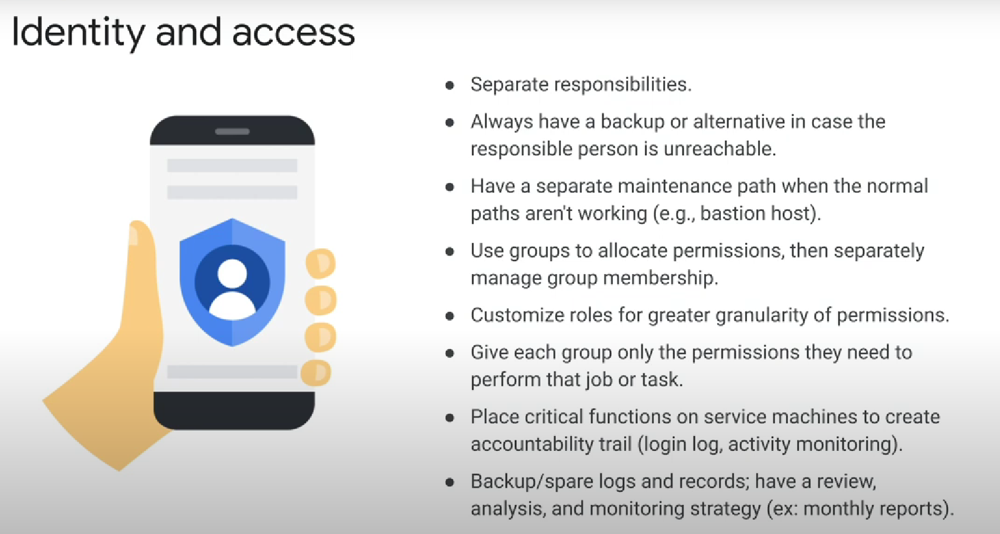 Identity and access
● Separate responsibilities.
● Always have a backup or alternative in case the
responsible person is unreachable.
● Have a separate maintenance path when the normal
paths aren't working (e.g., bastion host).
● Use groups to allocate permissions, then separately
manage group membership.
● Customize roles for greater granularity of permissions.
● Give each group only the permissions they need to
perform that job or task.
● Place critical functions on service machines to create
accountability trail (login log, activity monitoring).
● Backup/spare logs and records; have a review,
analysis, and monitoring strategy (ex: monthly reports).